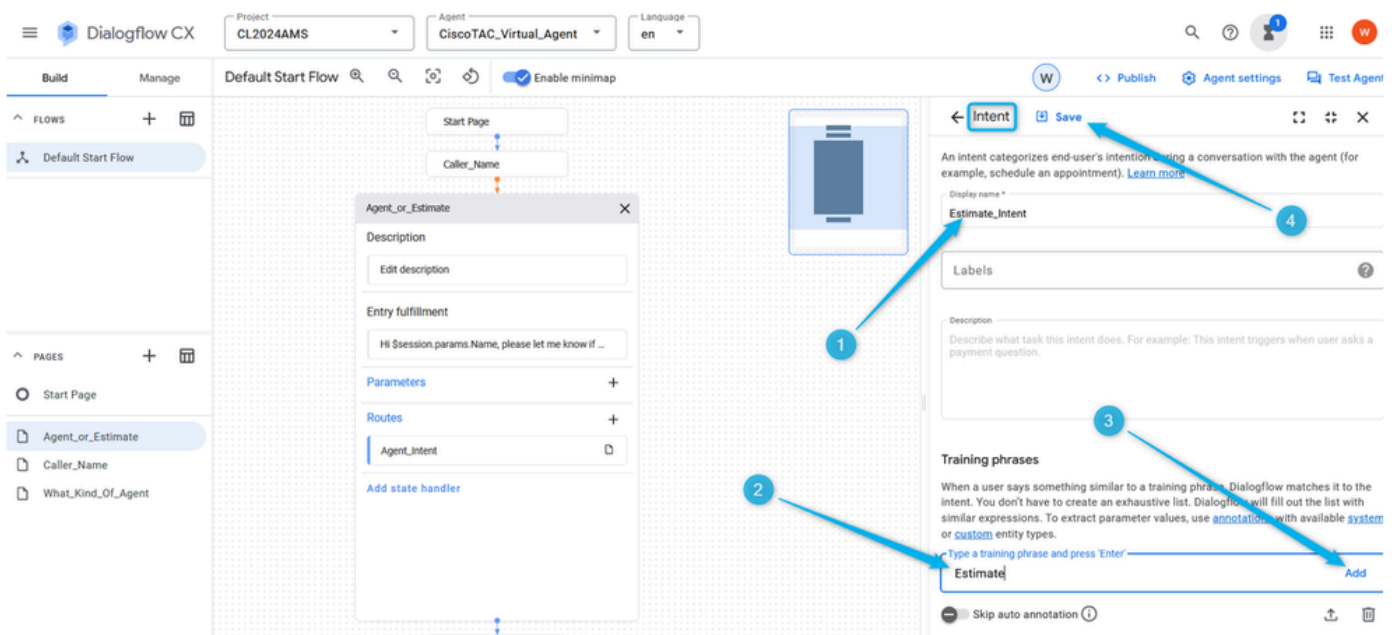 Dialogflow CX
Project
CL2024AMS
Agent
CiscoTAC_Virtual_Agent
Language
en
1
W
Build
Manage
Default Start Flow
Enable minimap
W
Publish
Agent settings
Test Agent
FLOWS
Default Start Flow
PAGES
Start Page
Agent_or_Estimate
Caller_Name
What_Kind_Of_Agent
Start Page
Caller_Name
Agent_or_Estimate
Description
Edit description
Entry fulfillment
Hi $session.params.Name, please let me know if ...
Parameters
Routes
Agent_Intent
Add state handler
Intent
Save
An intent categorizes end-user's intention during a conversation with the agent (for
example, schedule an appointment). Learn more
Display name *
Estimate_Intent
4
Labels
1
Description
Describe what task this intent does. For example: This intent triggers when user asks a
payment question.
3
Training phrases
2
When a user says something similar to a training phrase, Dialogflow matches it to the
intent. You don't have to create an exhaustive list. Dialogflow will fill out the list with
similar expressions. To extract parameter values, use annotations with available system
or custom entity types.
Type a training phrase and press 'Enter'
Estimate
Add
Skip auto annotation